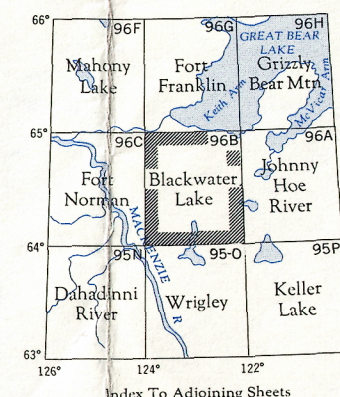 66°
96F
96G
96H
GREAT BEAR
LAKE
Mahony
Lake
Fort
Franklin
Grizzly
Bear Mtn
Keith Arm
McVicar Arm
65°
96C
96B
96A
Fort
Norman
Blackwater
Lake
Johnny
Hoe
River
MACKENZIE
R
64°
95N
95-O
95P
Dahadinni
River
Wrigley
Keller
Lake
63°
126°
124°
122°
Index To Adjoining Sheets